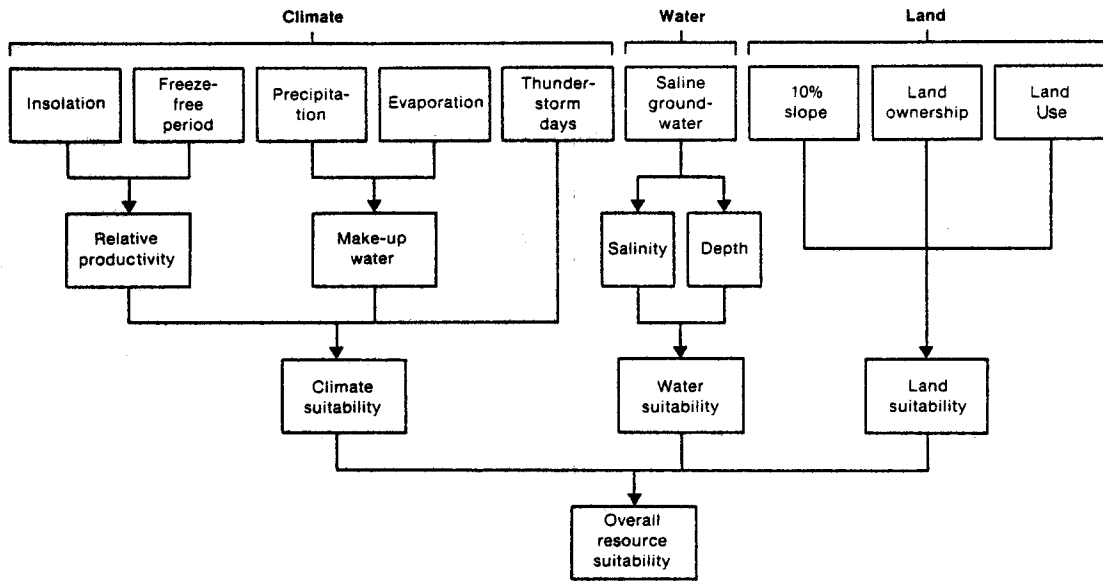 Climate
Water
Land
Insolation
Freeze-
free
period
Precipita-
tion
Evaporation
Thunder-
storm
days
Saline
ground-
water
10%
slope
Land
ownership
Land
Use
Relative
productivity
Make-up
water
Salinity
Depth
Climate
suitability
Water
suitability
Land
suitability
Overall
resource
suitability